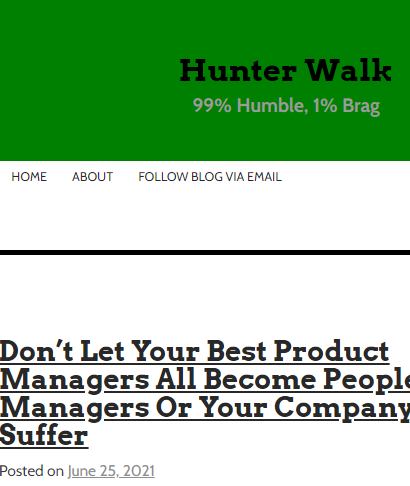 Hunter Walk
99% Humble, 1% Brag
HOME ABOUT FOLLOW BLOG VIA EMAIL
Don't Let Your Best Product
Managers All Become People
Managers Or Your Company
Suffer
Posted on June 25, 2021